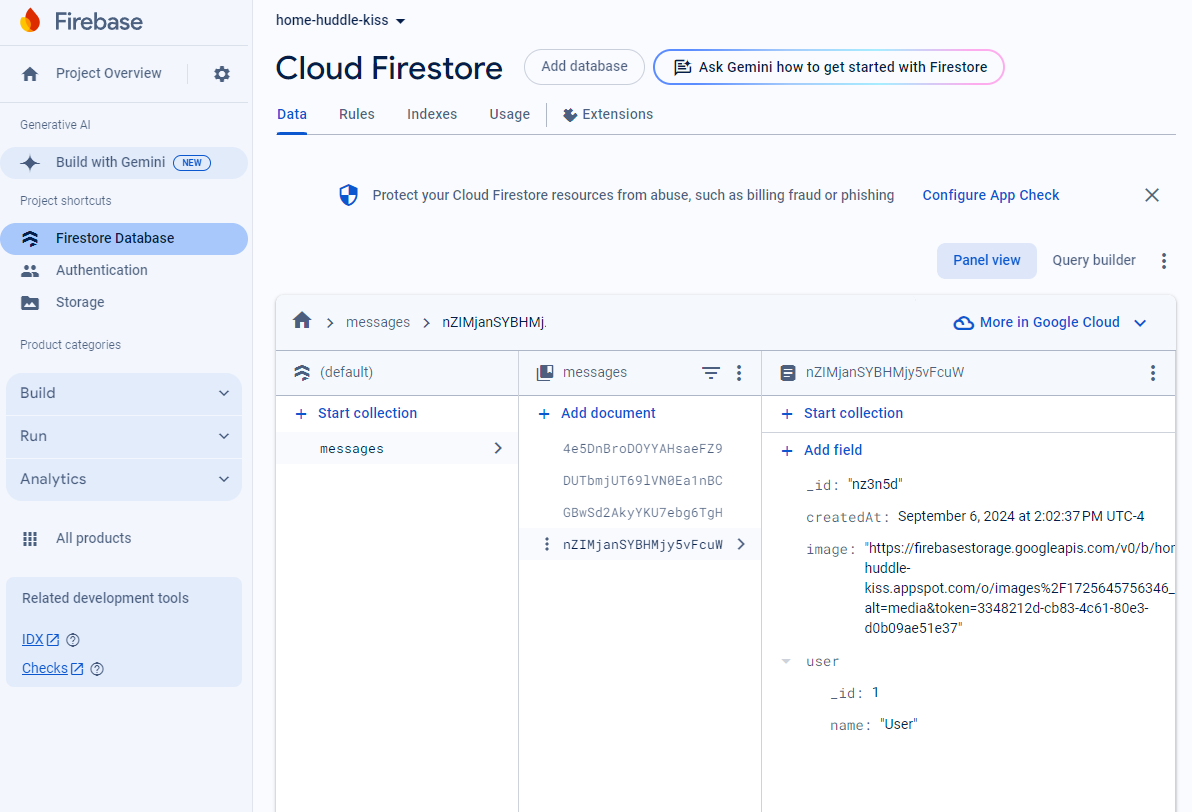 Firebase
Project Overview
Generative AI
Build with Gemini NEW
Project shortcuts
Firestore Database
Authentication
Storage
Product categories
Build
Run
Analytics
All products
Related development tools
IDX
Checks
home-huddle-kiss
Cloud Firestore
Add database
Ask Gemini how to get started with Firestore
Data Rules Indexes Usage Extensions
Protect your Cloud Firestore resources from abuse, such as billing fraud or phishing Configure App Check
Panel view Query builder
messages > nZIMjanSYBHMj.
More in Google Cloud
(default)
+ Start collection
messages
messages
+ Add document
4e5DnBroDOYYAHsaeFZ9
DUTbmjUT69lVN0Ea1nBC
GBwSd2AkyYKU7ebg6TgH
nZIMjanSYBHMjy5vFcuW
nZIMjanSYBHMjy5vFcuW
+ Start collection
+ Add field
_id: "nz3n5d"
createdAt: September 6, 2024 at 2:02:37 PM UTC-4
image: "https://firebasestorage.googleapis.com/v0/b/hom
huddle-
kiss.appspot.com/o/images%2F1725645756346_
alt=media&token=3348212d-cb83-4c61-80e3-
d0b09ae51e37"
user
_id: 1
name: "User"